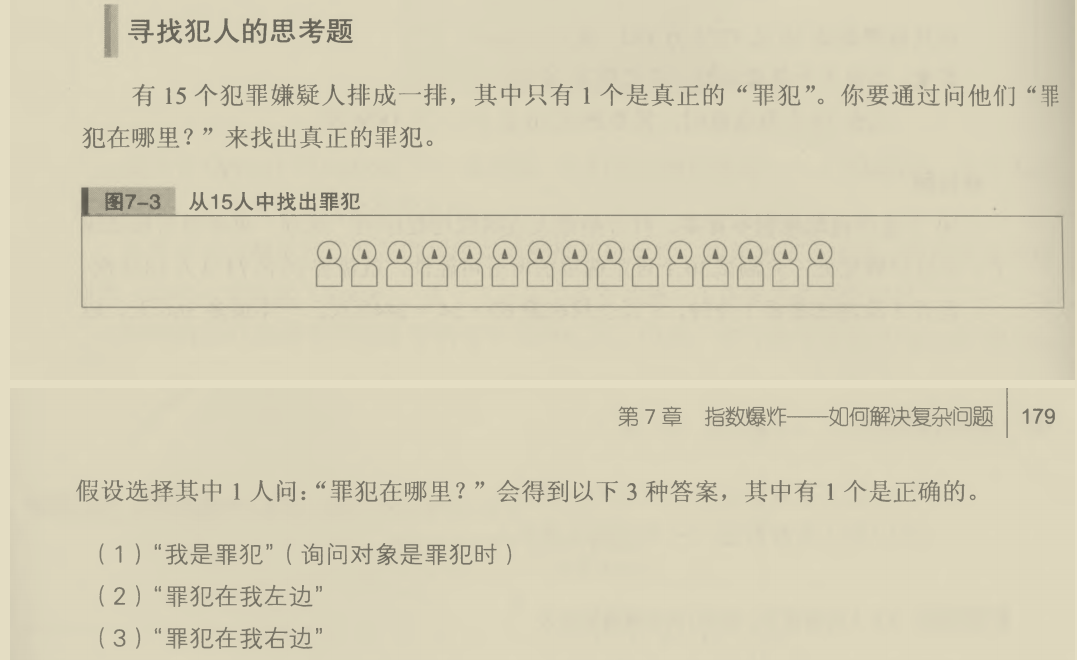 寻找犯人的思考题
有 15 个犯罪嫌疑人排成一排，其中只有 1 个是真正的“罪犯”。你要通过问他们“罪
犯在哪里？”来找出真正的罪犯。
图7-3 从15人中找出罪犯
第 7 章 指数爆炸——如何解决复杂问题 179
假设选择其中 1 人问：“罪犯在哪里？”会得到以下 3 种答案，其中有 1 个是正确的。
（1）“我是罪犯”（询问对象是罪犯时）
（2）“罪犯在我左边”
（3）“罪犯在我右边”